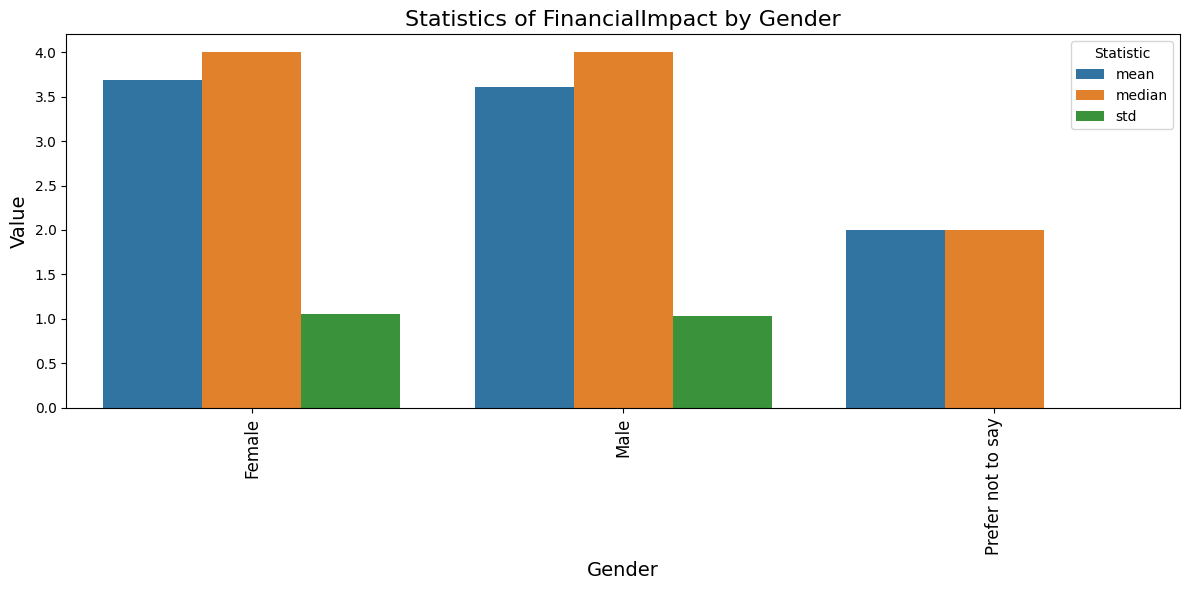 Statistics of FinancialImpact by Gender
Statistic
mean
median
std
Value
4.0
3.5
3.0
2.5
2.0
1.5
1.0
0.5
0.0
Female
Male
Prefer not to say
Gender